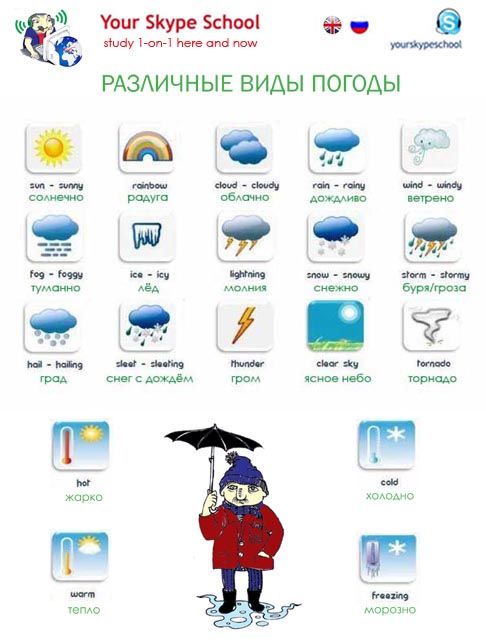 Your Skype School
study 1-on-1 here and now
yourskypeschool
РАЗЛИЧНЫЕ ВИДЫ ПОГОДЫ
sun - sunny rainbow cloud - cloudy rain - rainy wind - windy
солнечно радуга облачно дождливо ветрено
fog - foggy ice - icy lightning snow - snowy storm - stormy
туманно лёд молния снежно буря/гроза
hail - hailing sleet - sleeting thunder clear sky tornado
град снег с дождём гром ясное небо торнадо
hot cold
жарко холодно
warm freezing
тепло морозно